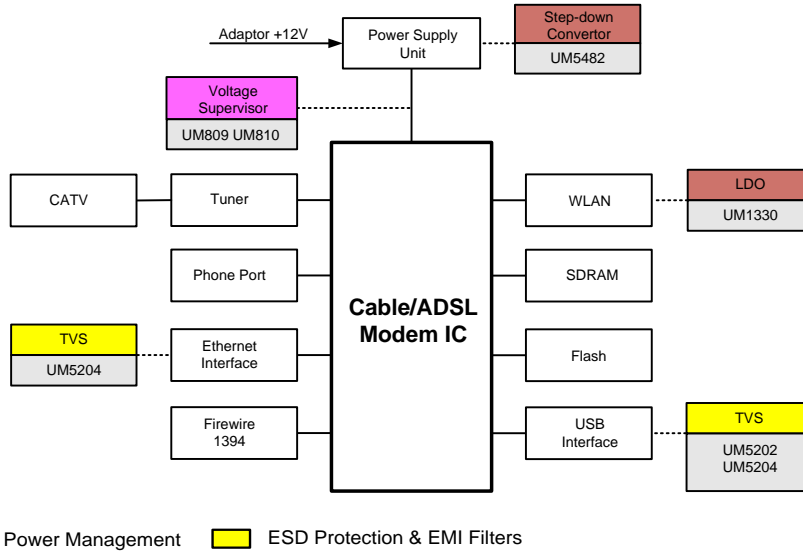 Step-down
Convertor
Adaptor +12V
Power Supply
Unit
UM5482
Voltage
Supervisor
UM809 UM810
CATV
Tuner
WLAN
LDO
UM1330
Phone Port
SDRAM
Cable/ADSL
Modem IC
TVS
UM5204
Ethernet
Interface
Flash
Firewire
1394
USB
Interface
TVS
UM5202
UM5204
Power Management
ESD Protection & EMI Filters